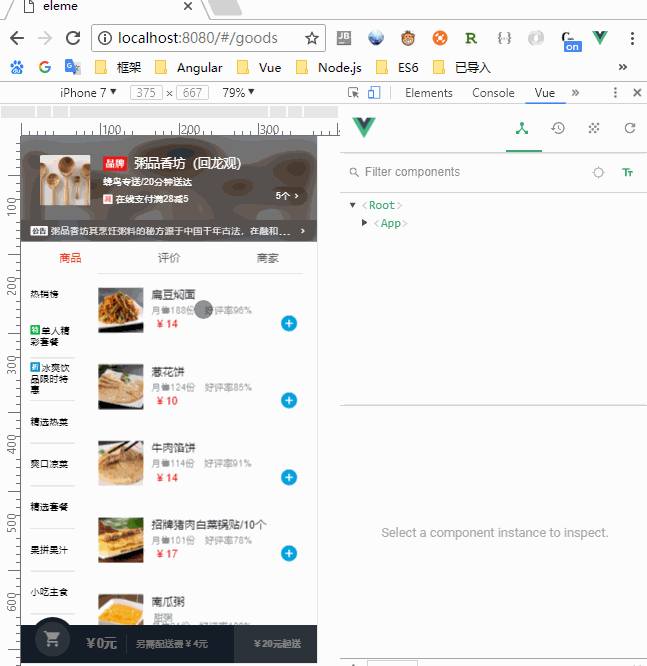 eleme
localhost:8080/#/goods
on
框架 Angular Vue Node.js ES6 已导入 »
iPhone 7 ▼ 375 × 667 79% ▼
Elements Console Vue »
100 200 300
Filter components
<Root>
<App>
Select a component instance to inspect.
100
200
300
400
500
600
品牌 粥品香坊（回龙观）
蜂鸟专送/20分钟送达
减 在线支付满28减5
5个 >
公告 粥品香坊其烹饪粥料的秘方源于中国千年古法，在融和... >
商品 评价 商家
热销榜
特 单人精彩套餐
折 冰爽饮品限时特惠
精选热菜
爽口凉菜
精选套餐
果拼果汁
小吃主食
扁豆焖面
月售188份 好评率96%
¥ 14
葱花饼
月售124份 好评率85%
¥ 10
牛肉馅饼
月售114份 好评率91%
¥ 14
招牌猪肉白菜锅贴/10个
月售101份 好评率78%
¥ 17
南瓜粥
甜粥
¥0元 另需配送费¥4元 ¥20元起送